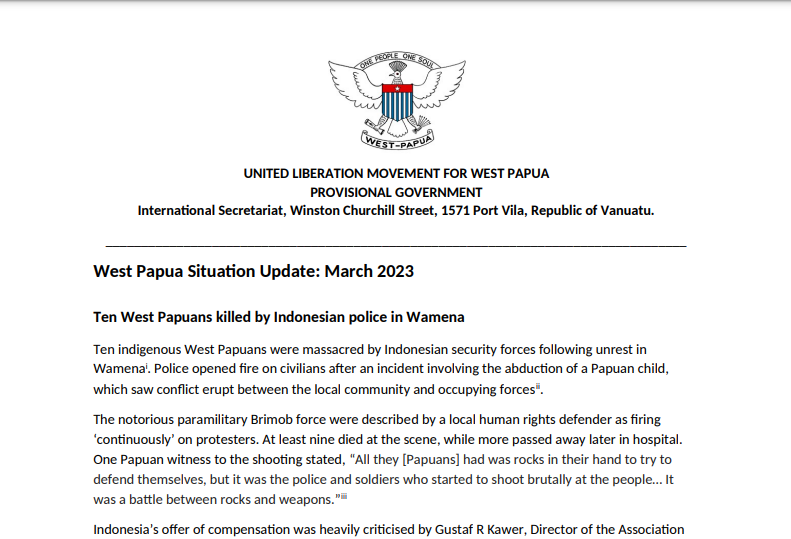 ONE PEOPLE ONE SOUL
WEST-PAPUA
UNITED LIBERATION MOVEMENT FOR WEST PAPUA
PROVISIONAL GOVERNMENT
International Secretariat, Winston Churchill Street, 1571 Port Vila, Republic of Vanuatu.
West Papua Situation Update: March 2023
Ten West Papuans killed by Indonesian police in Wamena
Ten indigenous West Papuans were massacred by Indonesian security forces following unrest in
Wamenaⁱ. Police opened fire on civilians after an incident involving the abduction of a Papuan child,
which saw conflict erupt between the local community and occupying forcesⁱⁱ.
The notorious paramilitary Brimob force were described by a local human rights defender as firing
‘continuously’ on protesters. At least nine died at the scene, while more passed away later in hospital.
One Papuan witness to the shooting stated, “All they [Papuans] had was rocks in their hand to try to
defend themselves, but it was the police and soldiers who started to shoot brutally at the people… It
was a battle between rocks and weapons.”ⁱⁱⁱ
Indonesia’s offer of compensation was heavily criticised by Gustaf R Kawer, Director of the Association